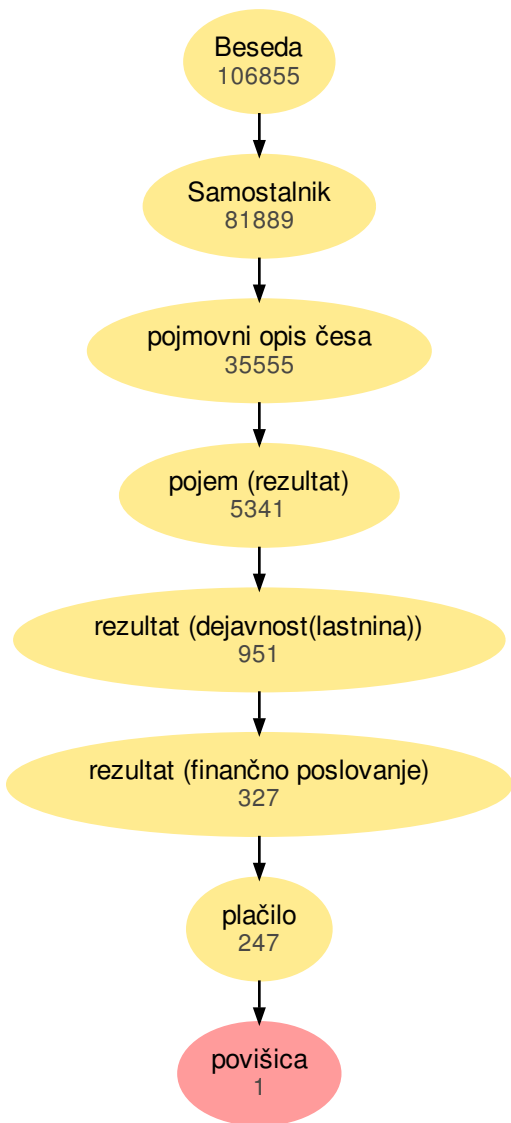 Beseda
106855
Samostalnik
81889
pojmovni opis česa
35555
pojem (rezultat)
5341
rezultat (dejavnost(lastnina))
951
rezultat (finančno poslovanje)
327
plačilo
247
povišica
1